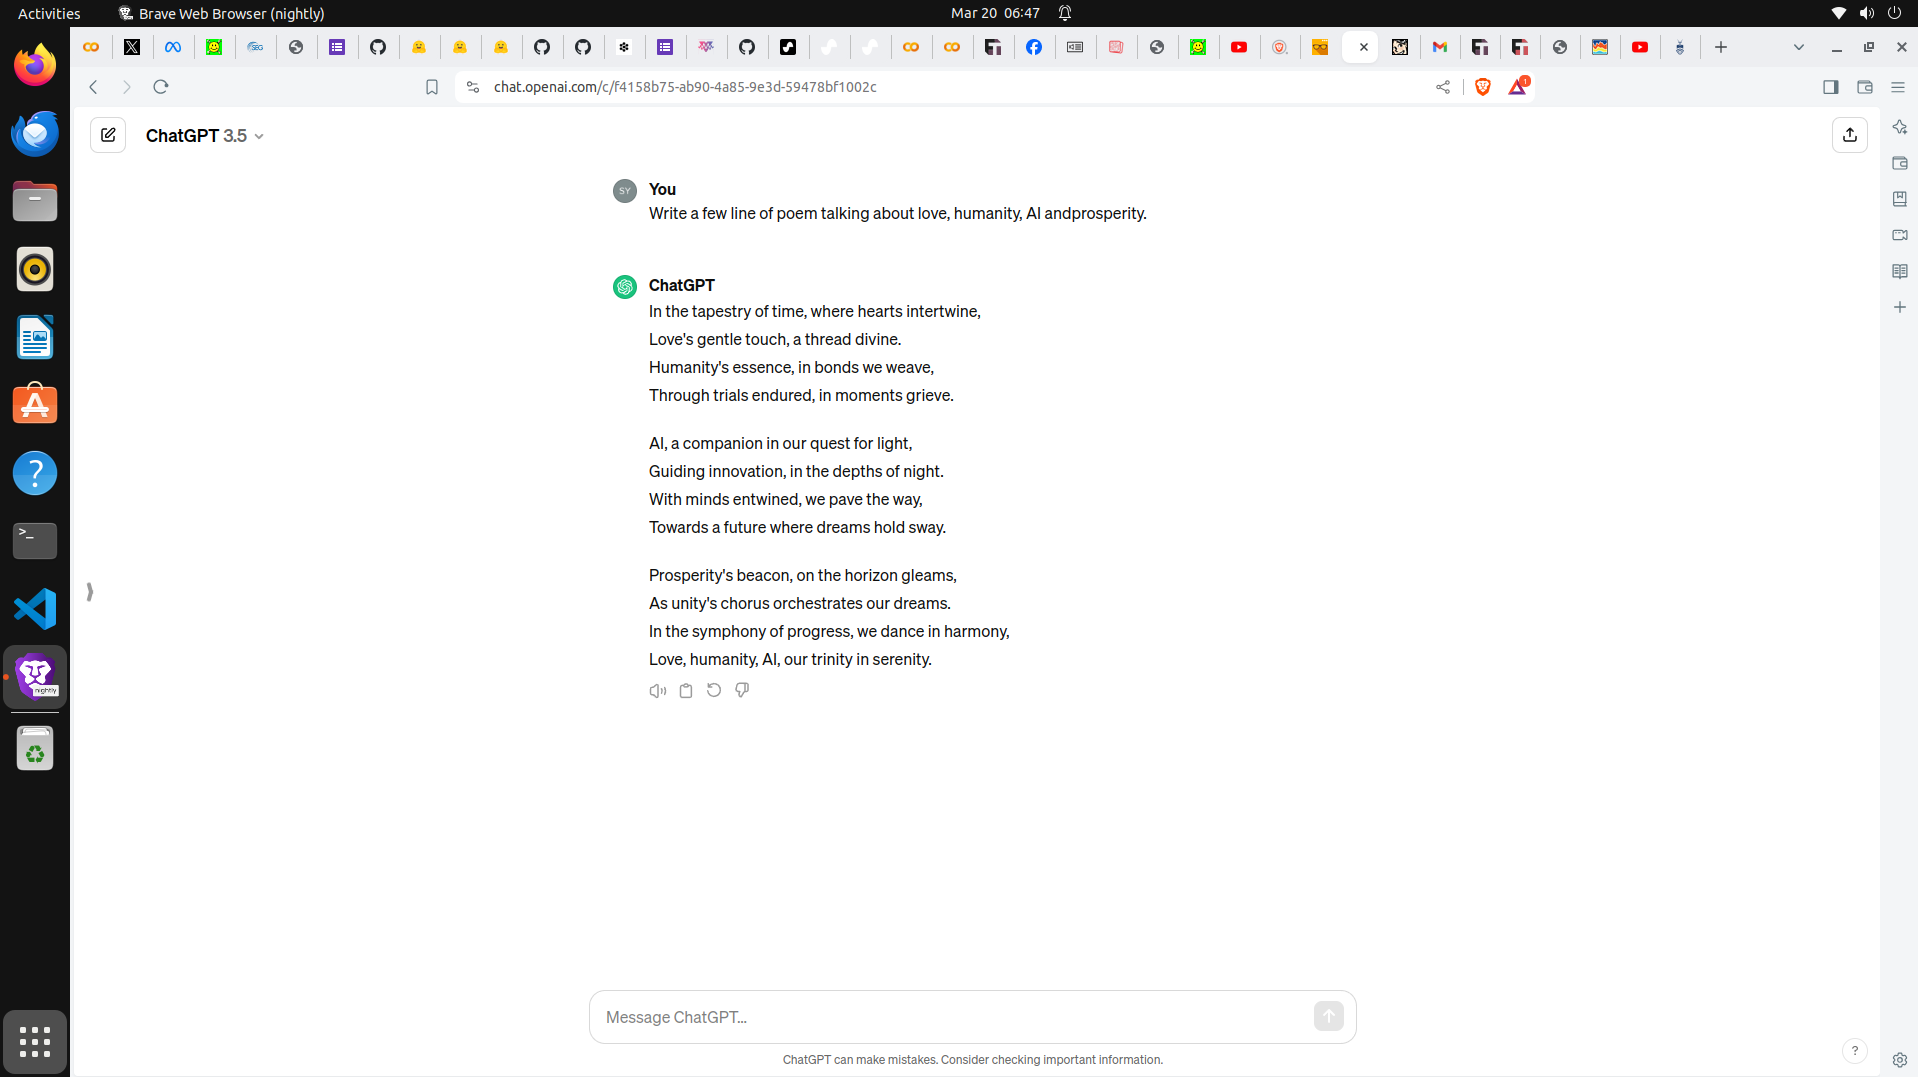 Activities
Brave Web Browser (nightly)
Mar 20 06:47
chat.openai.com/c/f4158b75-ab90-4a85-9e3d-59478bf1002c
1
ChatGPT 3.5
SY
You
Write a few line of poem talking about love, humanity, AI andprosperity.
ChatGPT
In the tapestry of time, where hearts intertwine,
Love's gentle touch, a thread divine.
Humanity's essence, in bonds we weave,
Through trials endured, in moments grieve.
AI, a companion in our quest for light,
Guiding innovation, in the depths of night.
With minds entwined, we pave the way,
Towards a future where dreams hold sway.
Prosperity's beacon, on the horizon gleams,
As unity's chorus orchestrates our dreams.
In the symphony of progress, we dance in harmony,
Love, humanity, AI, our trinity in serenity.
nightly
Message ChatGPT...
ChatGPT can make mistakes. Consider checking important information.
?